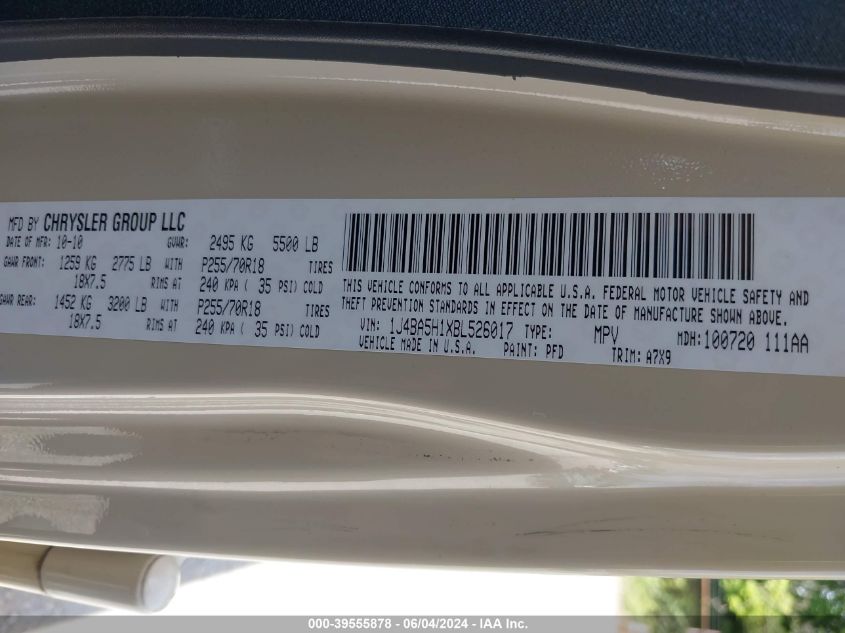 MFD BY CHRYSLER GROUP LLC
DATE OF MFR: 10-10 GVWR: 2495 KG 5500 LB
GAWR FRONT: 1259 KG 2775 LB WITH P255/70R18 TIRES
18X7.5 RIMS AT 240 KPA ( 35 PSI) COLD
GAWR REAR: 1452 KG 3200 LB WITH P255/70R18 TIRES
18X7.5 RIMS AT 240 KPA ( 35 PSI) COLD
THIS VEHICLE CONFORMS TO ALL APPLICABLE U.S.A. FEDERAL MOTOR VEHICLE SAFETY AND
THEFT PREVENTION STANDARDS IN EFFECT ON THE DATE OF MANUFACTURE SHOWN ABOVE.
VIN: 1J4BA5H1XBL526017 TYPE: MPV MDH: 100720 111AA
VEHICLE MADE IN U.S.A. PAINT: PFD TRIM: A7X9
000-39555878 - 06/04/2024 - IAA Inc.